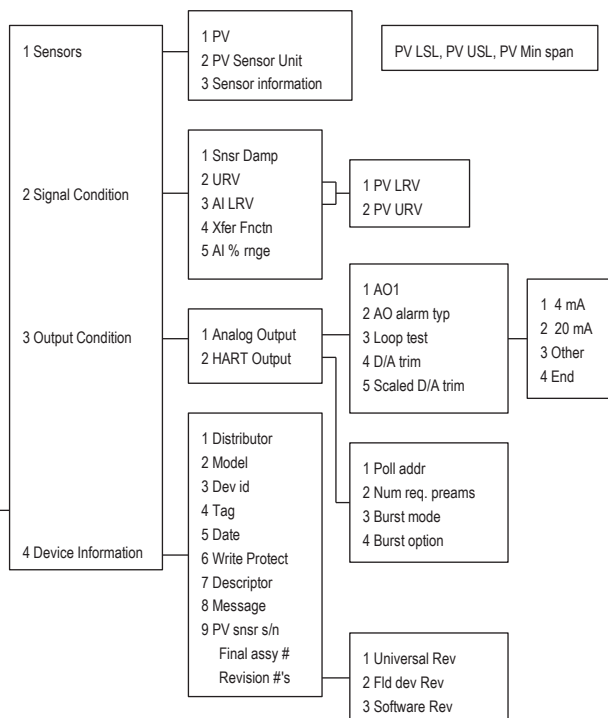 1 Sensors
2 Signal Condition
3 Output Condition
4 Device Information
1 PV
2 PV Sensor Unit
3 Sensor information
PV LSL, PV USL, PV Min span
1 Snsr Damp
2 URV
3 AI LRV
4 Xfer Fnctn
5 AI % rnge
1 PV LRV
2 PV URV
1 Analog Output
2 HART Output
1 AO1
2 AO alarm typ
3 Loop test
4 D/A trim
5 Scaled D/A trim
1 4 mA
2 20 mA
3 Other
4 End
1 Poll addr
2 Num req. preams
3 Burst mode
4 Burst option
1 Distributor
2 Model
3 Dev id
4 Tag
5 Date
6 Write Protect
7 Descriptor
8 Message
9 PV snsr s/n
Final assy #
Revision #'s
1 Universal Rev
2 Fld dev Rev
3 Software Rev